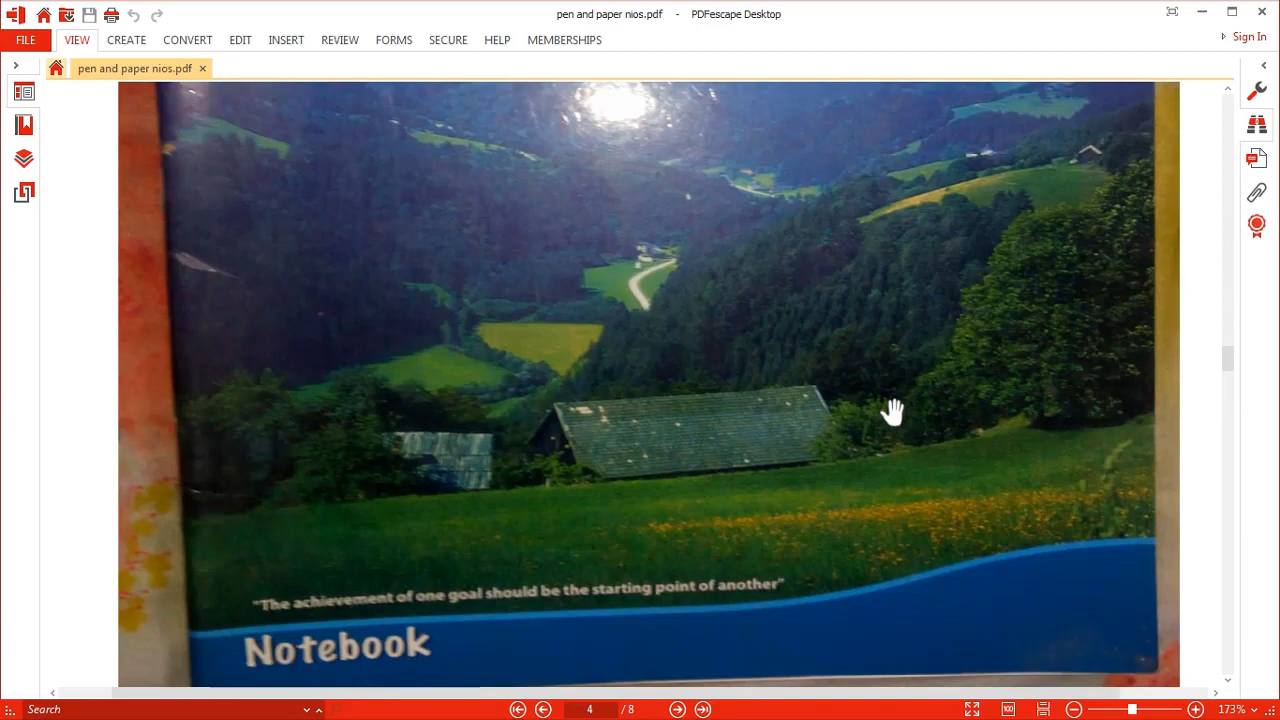 pen and paper nios.pdf - PDFescape Desktop
FILE VIEW CREATE CONVERT EDIT INSERT REVIEW FORMS SECURE HELP MEMBERSHIPS
Sign In
pen and paper nios.pdf
"The achievement of one goal should be the starting point of another"
Notebook
Search
4 / 8
100
173%